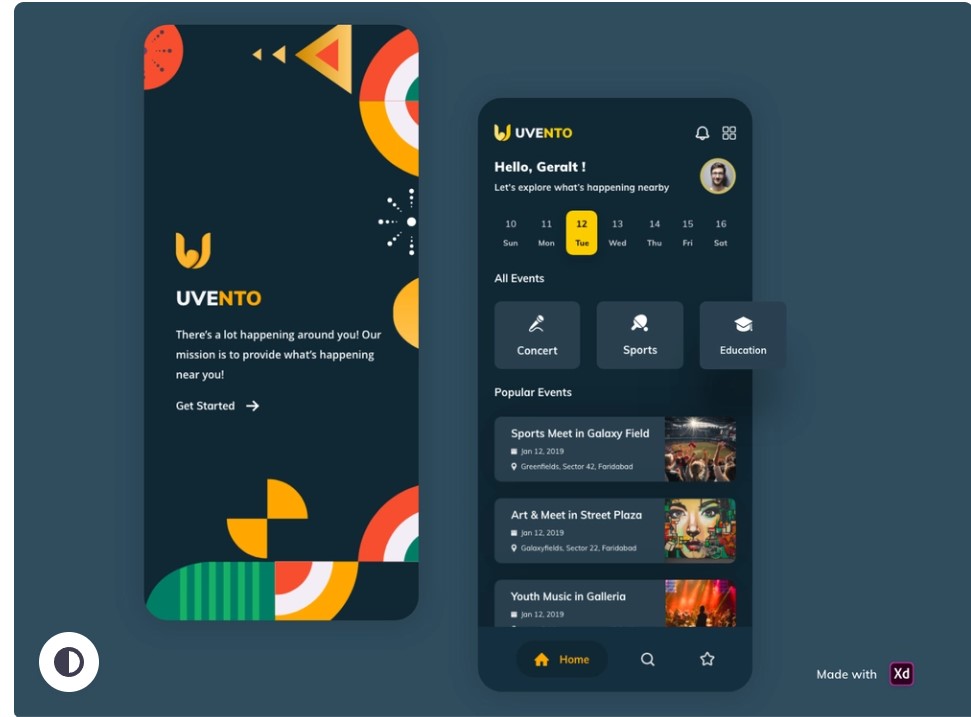 UVENTO
There's a lot happening around you! Our
mission is to provide what's happening
near you!
Get Started
UVENTO
Hello, Geralt !
Let's explore what's happening nearby
10 11 12 13 14 15 16
Sun Mon Tue Wed Thu Fri Sat
All Events
Concert Sports Education
Popular Events
Sports Meet in Galaxy Field
Jan 12, 2019
Greenfields, Sector 42, Faridabad
Art & Meet in Street Plaza
Jan 12, 2019
Galaxyfields, Sector 22, Faridabad
Youth Music in Galleria
Jan 12, 2019
Home
Made with Xd